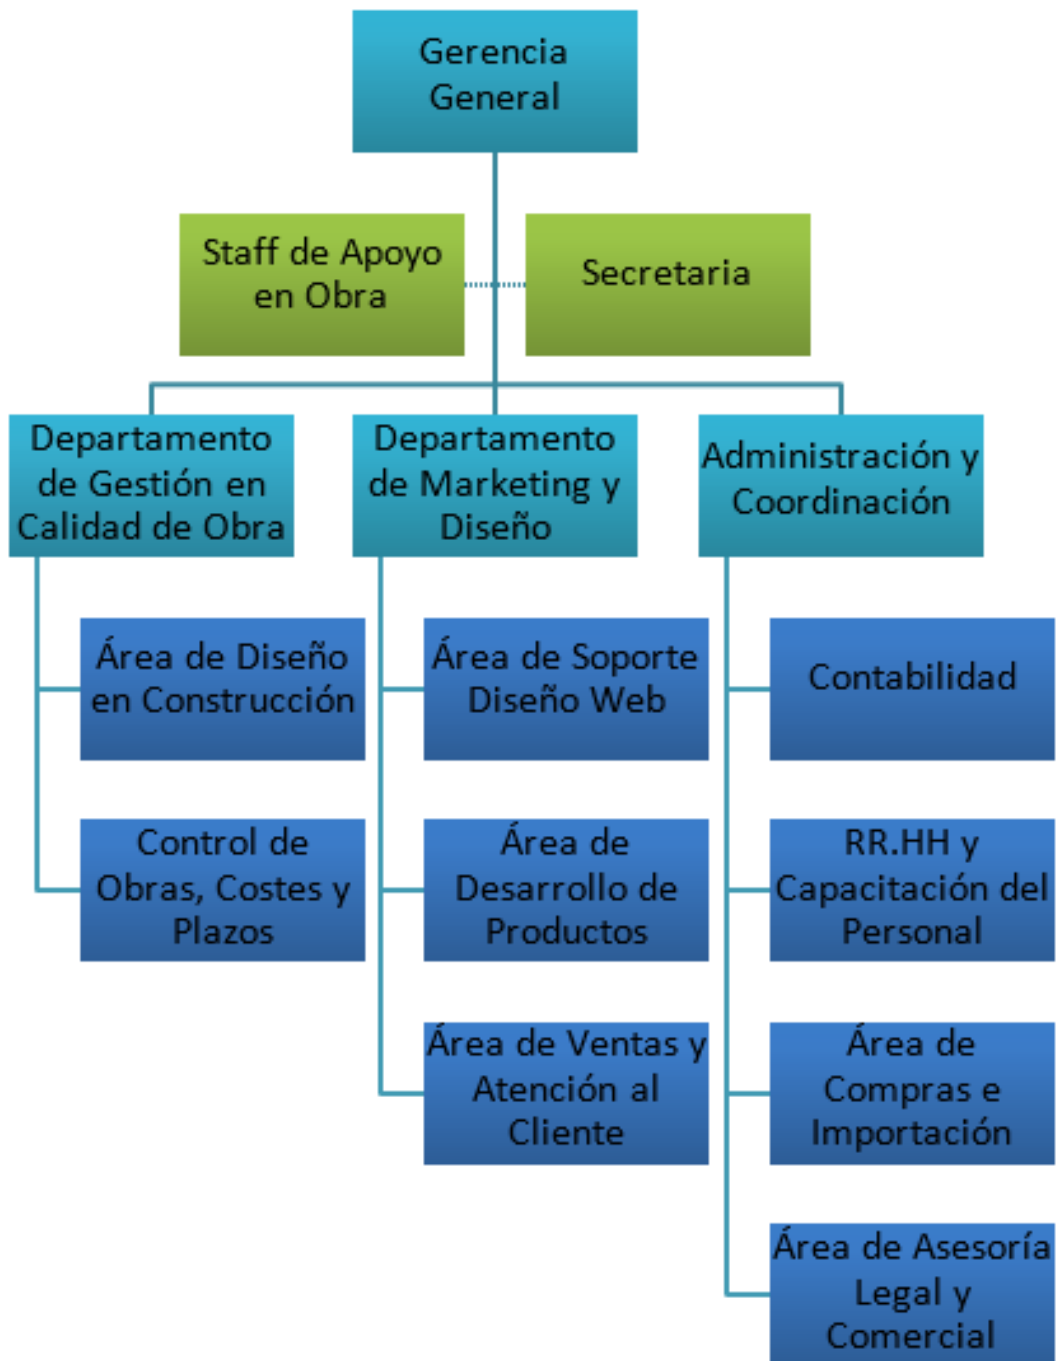 Gerencia
General
Staff de Apoyo
en Obra
Secretaria
Departamento
de Gestión en
Calidad de Obra
Departamento
de Marketing y
Diseño
Administración y
Coordinación
Área de Diseño
en Construcción
Control de
Obras, Costes y
Plazos
Área de Soporte
Diseño Web
Área de
Desarrollo de
Productos
Área de Ventas y
Atención al
Cliente
Contabilidad
RR.HH y
Capacitación del
Personal
Área de
Compras e
Importación
Área de Asesoría
Legal y
Comercial